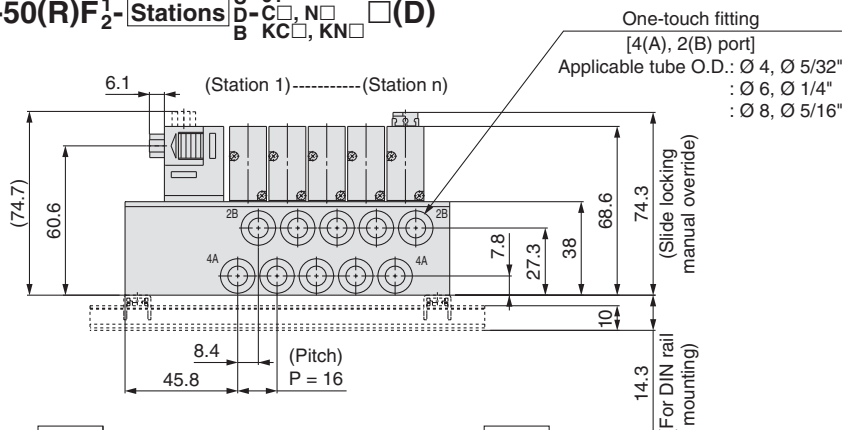 -50(R)F 1/2 - Stations D-C□, N□ □(D)
B KC□, KN□
One-touch fitting
[4(A), 2(B) port]
Applicable tube O.D.: Ø 4, Ø 5/32"
: Ø 6, Ø 1/4"
: Ø 8, Ø 5/16"
6.1
(Station 1)----------(Station n)
(74.7)
60.6
2B
2B
4A
4A
7.8
27.3
38
68.6
74.3
(Slide locking
manual override)
10
14.3
(For DIN rail
mounting)
8.4
(Pitch)
45.8
P = 16